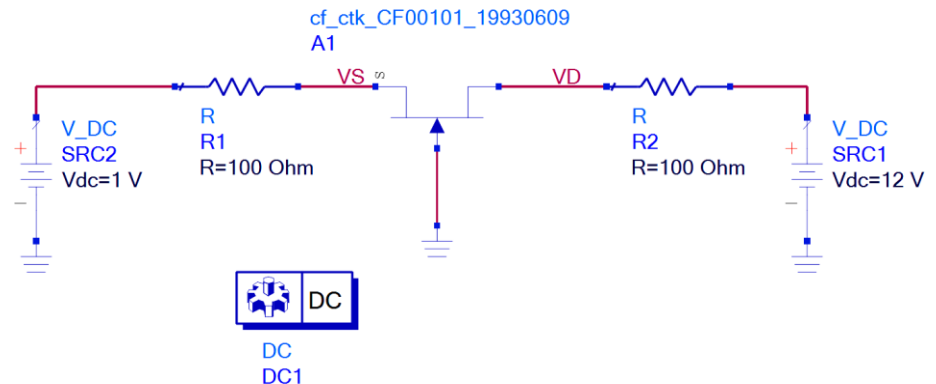 cf_ctk_CF00101_19930609
A1
VS
S
VD
V_DC
SRC2
Vdc=1 V
R
R1
R=100 Ohm
R
R2
R=100 Ohm
V_DC
SRC1
Vdc=12 V
DC
DC
DC1